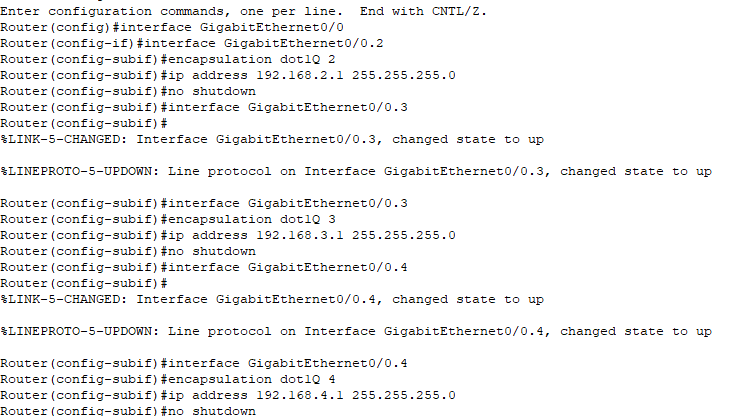 Enter configuration commands, one per line.  End with CNTL/Z.
Router(config)#interface GigabitEthernet0/0
Router(config-if)#interface GigabitEthernet0/0.2
Router(config-subif)#encapsulation dot1Q 2
Router(config-subif)#ip address 192.168.2.1 255.255.255.0
Router(config-subif)#no shutdown
Router(config-subif)#interface GigabitEthernet0/0.3
Router(config-subif)#
%LINK-5-CHANGED: Interface GigabitEthernet0/0.3, changed state to up
%LINEPROTO-5-UPDOWN: Line protocol on Interface GigabitEthernet0/0.3, changed state to up
Router(config-subif)#interface GigabitEthernet0/0.3
Router(config-subif)#encapsulation dot1Q 3
Router(config-subif)#ip address 192.168.3.1 255.255.255.0
Router(config-subif)#no shutdown
Router(config-subif)#interface GigabitEthernet0/0.4
Router(config-subif)#
%LINK-5-CHANGED: Interface GigabitEthernet0/0.4, changed state to up
%LINEPROTO-5-UPDOWN: Line protocol on Interface GigabitEthernet0/0.4, changed state to up
Router(config-subif)#interface GigabitEthernet0/0.4
Router(config-subif)#encapsulation dot1Q 4
Router(config-subif)#ip address 192.168.4.1 255.255.255.0
Router(config-subif)#no shutdown